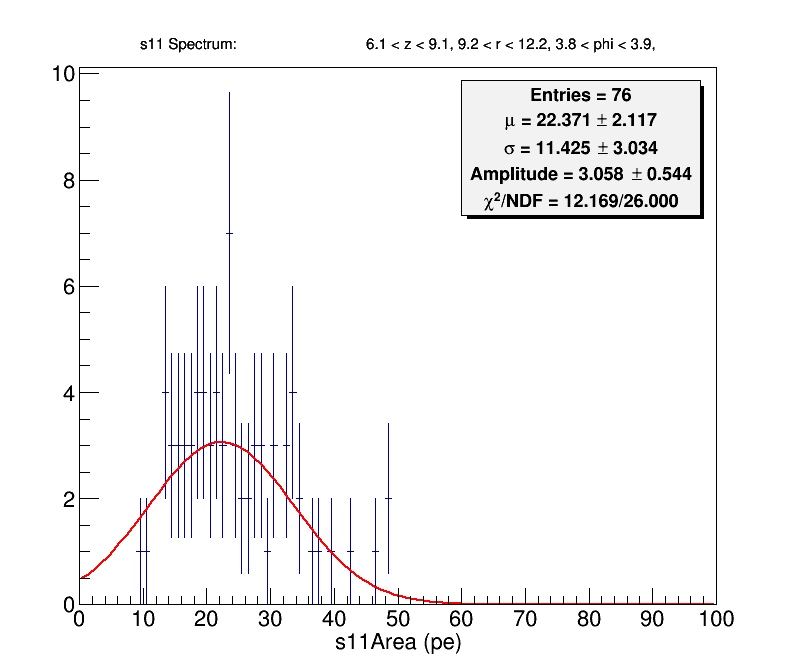 s11 Spectrum: 6.1 < z < 9.1, 9.2 < r < 12.2, 3.8 < phi < 3.9,
Entries = 76
μ = 22.371 ± 2.117
σ = 11.425 ± 3.034
Amplitude = 3.058 ± 0.544
χ²/NDF = 12.169/26.000
10
8
6
4
2
0
0 10 20 30 40 50 60 70 80 90 100
s11Area (pe)